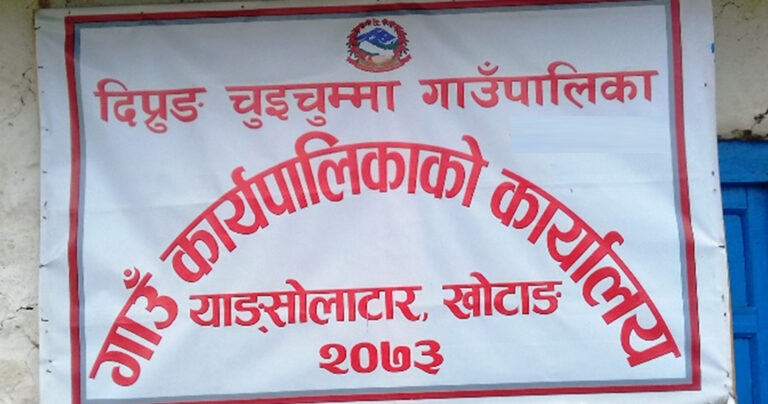 दिप्रुङ चुइचुम्मा गाउँपालिका
गाउँ कार्यपालिकाको कार्यालय
याङ्सोलाटार, खोटाङ
२०७३